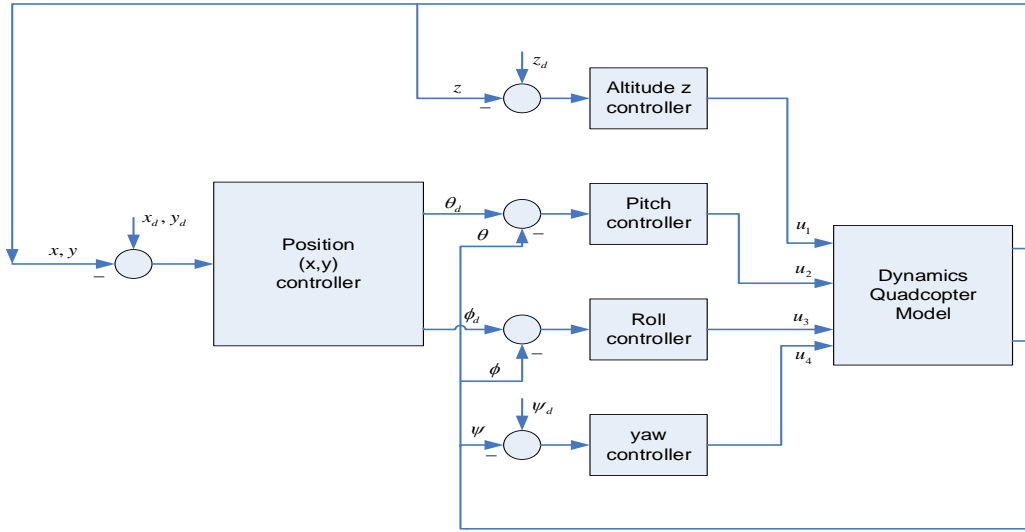 z_d
z
−
Altitude z
controller
x_d, y_d
x, y
−
Position
(x,y)
controller
θ_d
θ
−
Pitch
controller
ϕ_d
ϕ
−
Roll
controller
ψ_d
ψ
−
yaw
controller
u_1
u_2
u_3
u_4
Dynamics
Quadcopter
Model